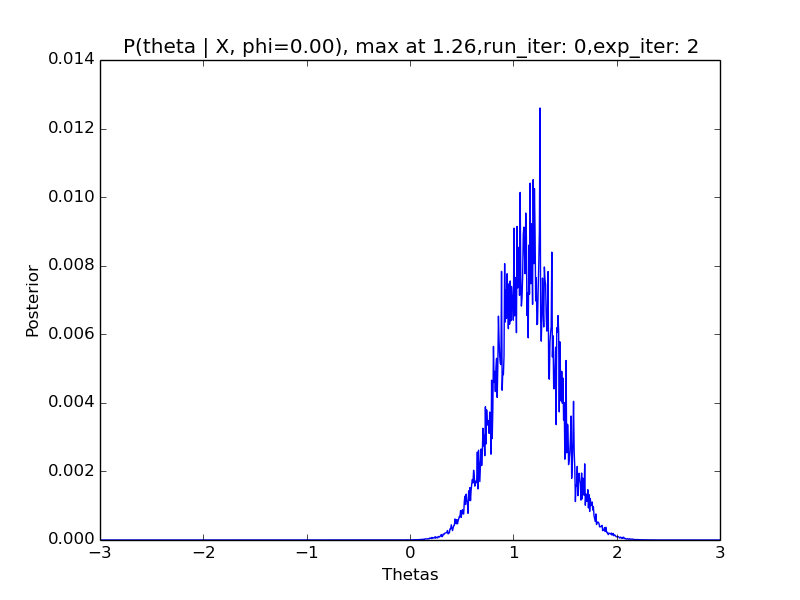 P(theta | X, phi=0.00), max at 1.26,run_iter: 0,exp_iter: 2
0.014
0.012
0.010
0.008
0.006
0.004
0.002
0.000
Posterior
−3 −2 −1 0 1 2 3
Thetas